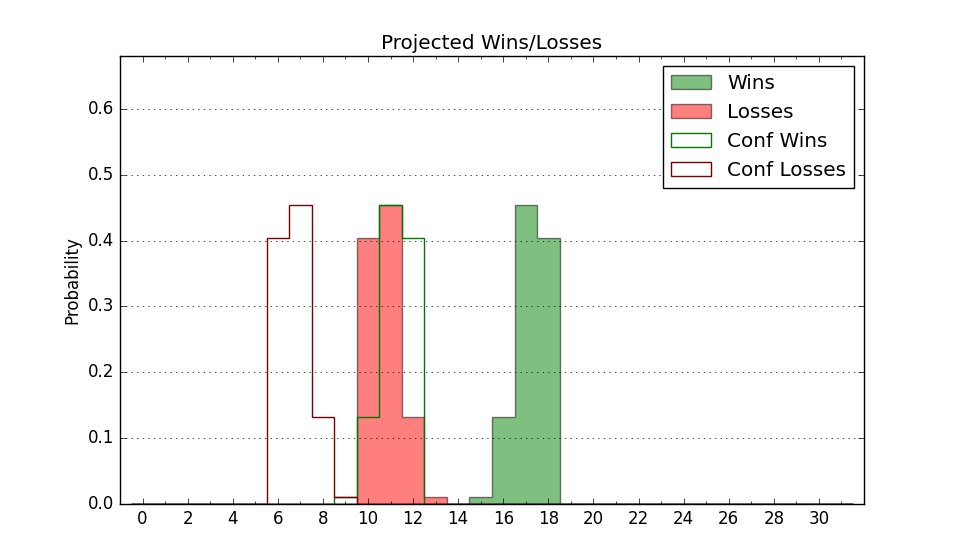 Projected Wins/Losses
Wins
Losses
Conf Wins
Conf Losses
Probability
0.6
0.5
0.4
0.3
0.2
0.1
0.0
0 2 4 6 8 10 12 14 16 18 20 22 24 26 28 30